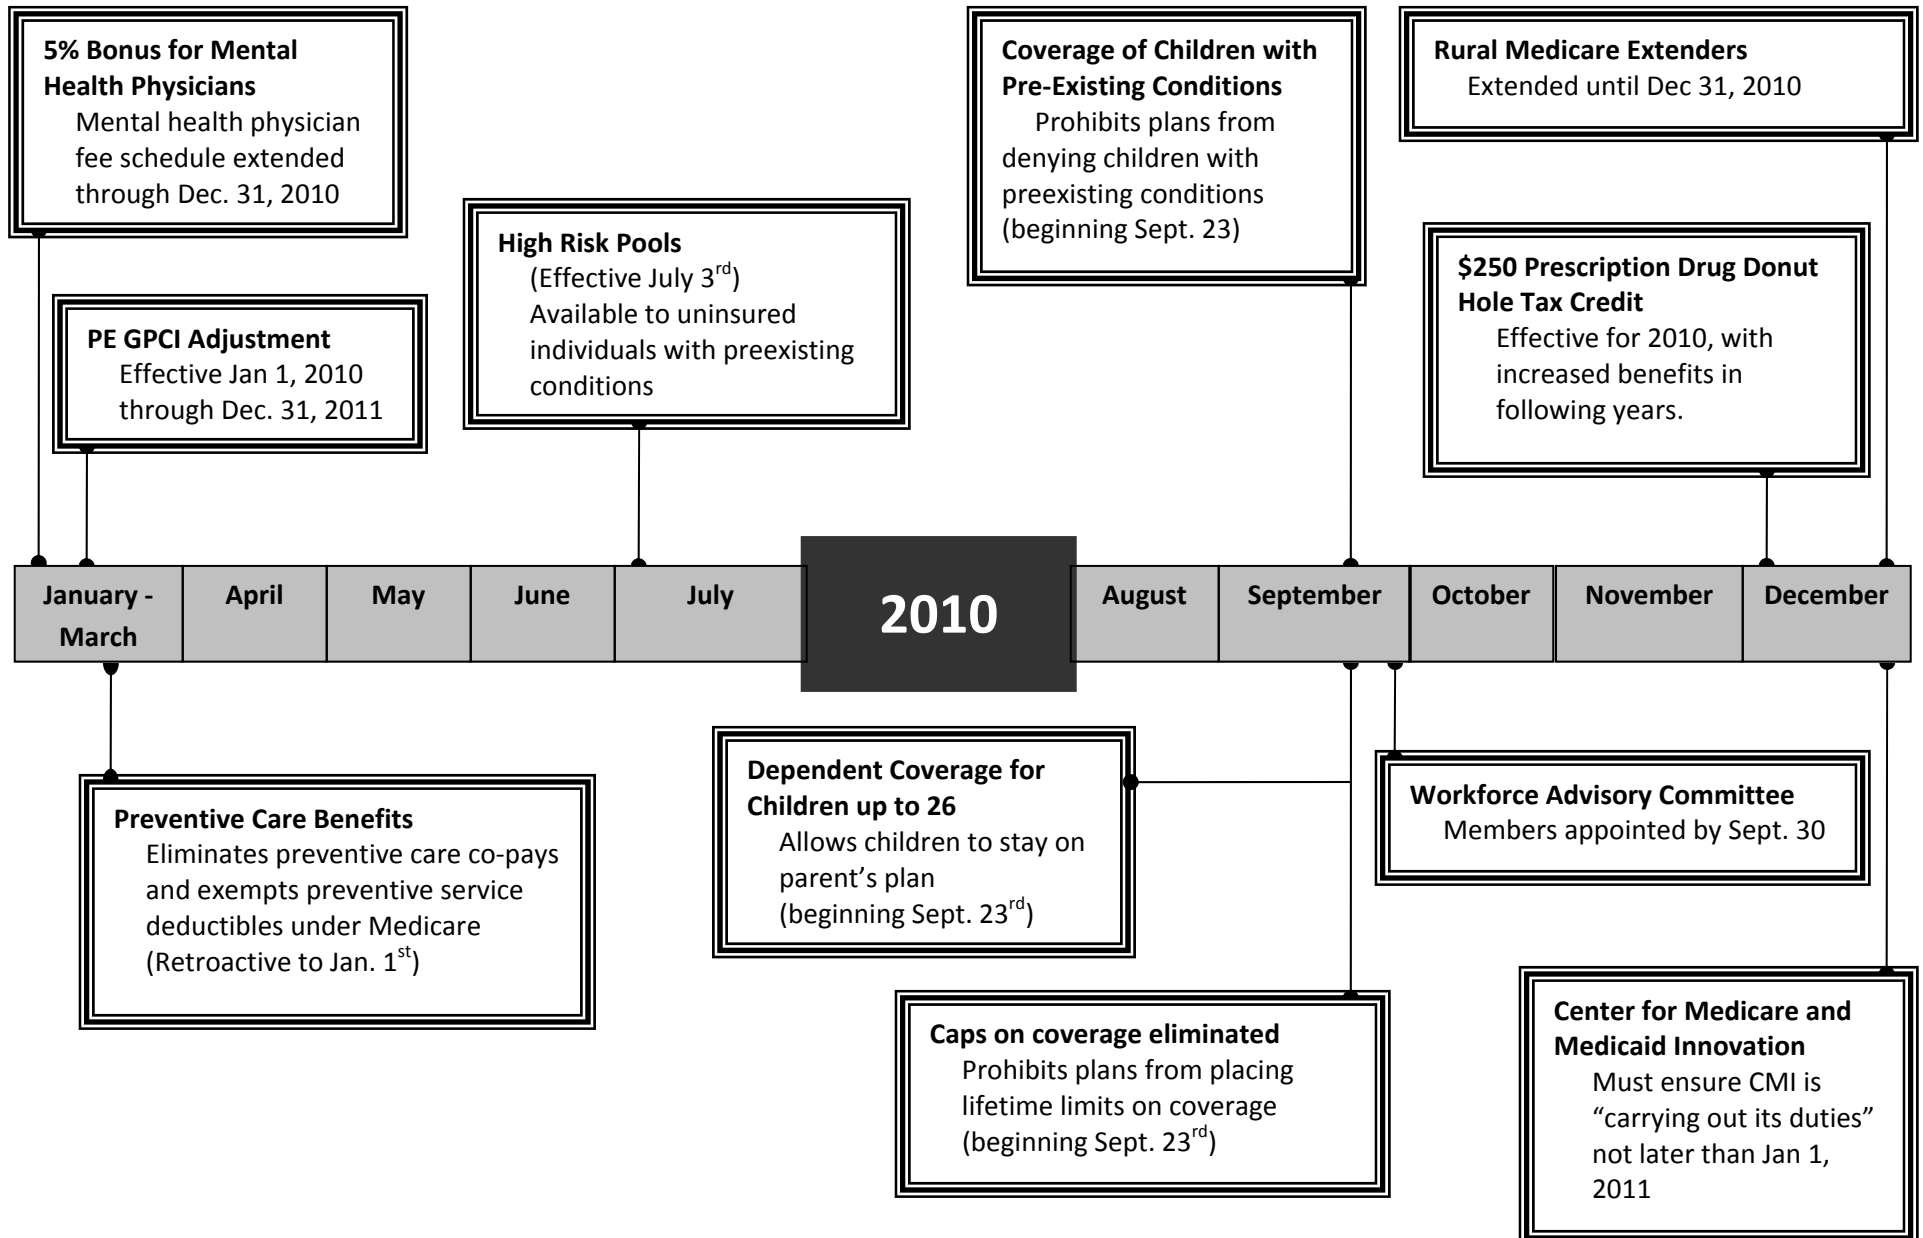 5% Bonus for Mental
Health Physicians
Mental health physician
fee schedule extended
through Dec. 31, 2010
PE GPCI Adjustment
Effective Jan 1, 2010
through Dec. 31, 2011
High Risk Pools
(Effective July 3rd)
Available to uninsured
individuals with preexisting
conditions
Coverage of Children with
Pre-Existing Conditions
Prohibits plans from
denying children with
preexisting conditions
(beginning Sept. 23)
Rural Medicare Extenders
Extended until Dec 31, 2010
$250 Prescription Drug Donut
Hole Tax Credit
Effective for 2010, with
increased benefits in
following years.
January -
March
April
May
June
July
2010
August
September
October
November
December
Preventive Care Benefits
Eliminates preventive care co-pays
and exempts preventive service
deductibles under Medicare
(Retroactive to Jan. 1st)
Dependent Coverage for
Children up to 26
Allows children to stay on
parent's plan
(beginning Sept. 23rd)
Caps on coverage eliminated
Prohibits plans from placing
lifetime limits on coverage
(beginning Sept. 23rd)
Workforce Advisory Committee
Members appointed by Sept. 30
Center for Medicare and
Medicaid Innovation
Must ensure CMI is
“carrying out its duties”
not later than Jan 1,
2011